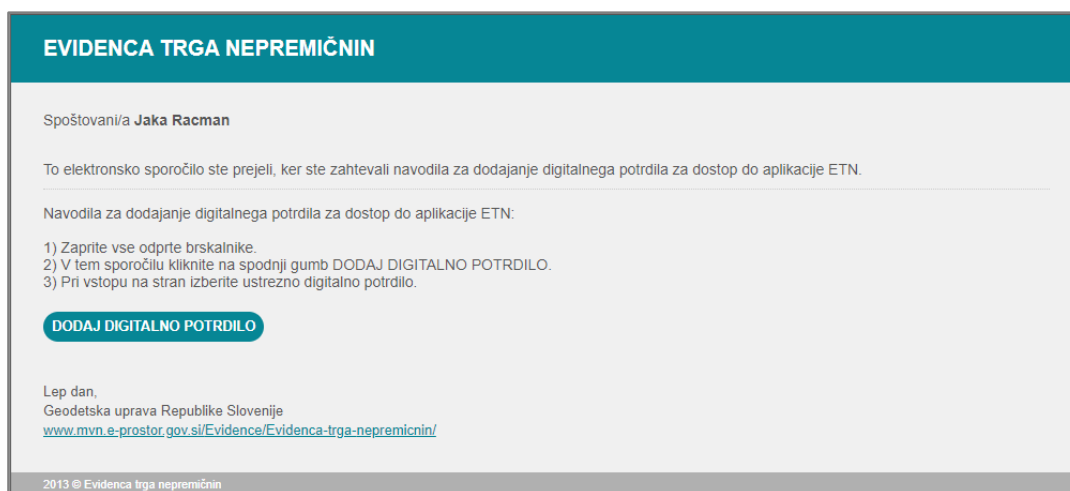 EVIDENCA TRGA NEPREMIČNIN
Spoštovani/a Jaka Racman
To elektronsko sporočilo ste prejeli, ker ste zahtevali navodila za dodajanje digitalnega potrdila za dostop do aplikacije ETN.
Navodila za dodajanje digitalnega potrdila za dostop do aplikacije ETN:
1) Zaprite vse odprte brskalnike.
2) V tem sporočilu kliknite na spodnji gumb DODAJ DIGITALNO POTRDILO.
3) Pri vstopu na stran izberite ustrezno digitalno potrdilo.
DODAJ DIGITALNO POTRDILO
Lep dan,
Geodetska uprava Republike Slovenije
www.mvn.e-prostor.gov.si/Evidence/Evidenca-trga-nepremicnin/
2013 © Evidenca trga nepremičnin